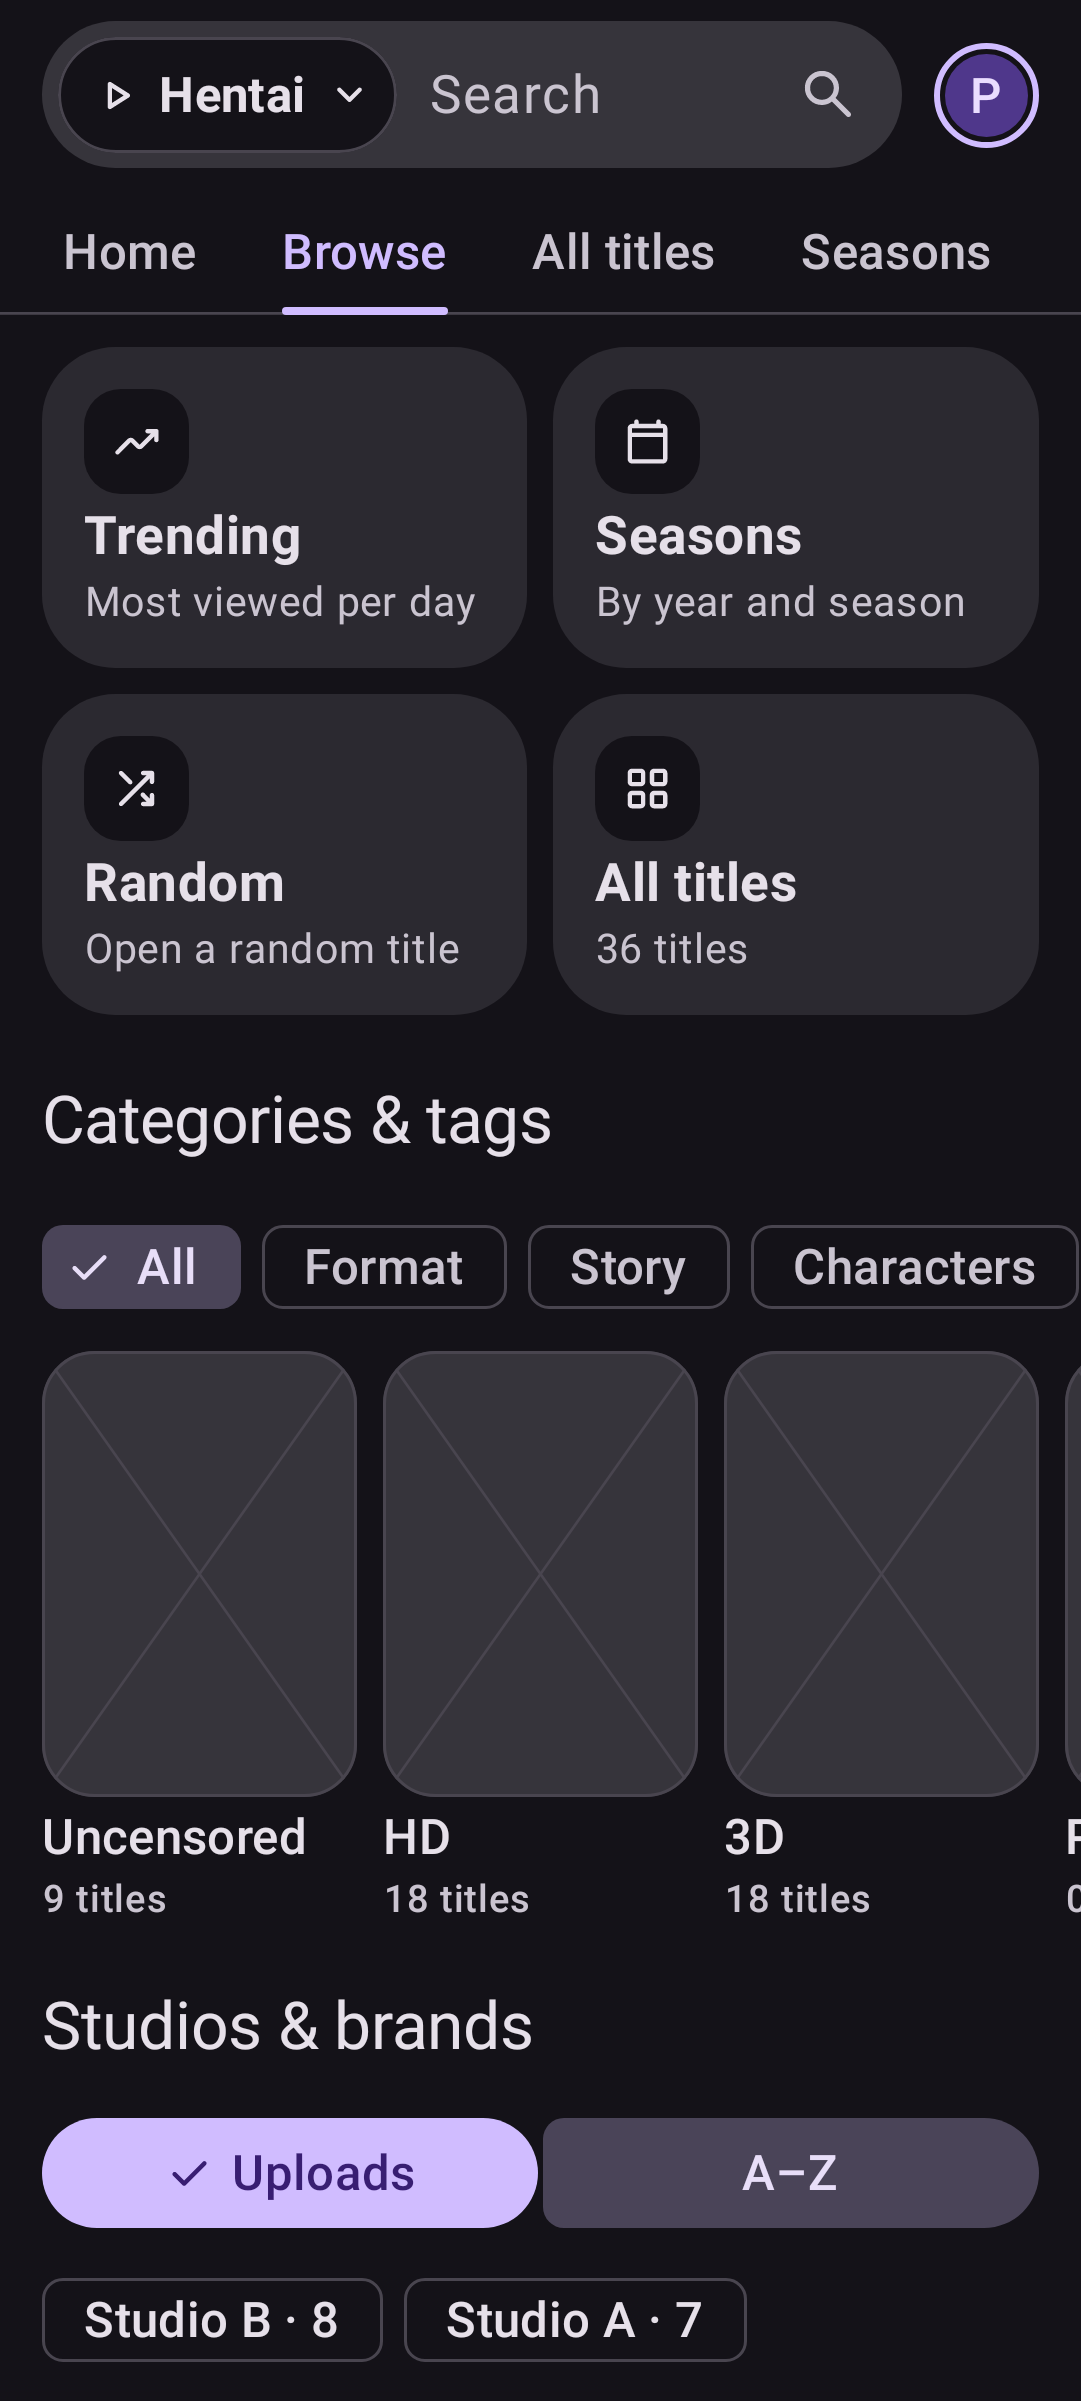 Hentai
Search
P
Home
Browse
All titles
Seasons
Trending
Most viewed per day
Seasons
By year and season
Random
Open a random title
All titles
36 titles
Categories & tags
All
Format
Story
Characters
Uncensored
9 titles
HD
18 titles
3D
18 titles
Studios & brands
Uploads
A–Z
Studio B · 8
Studio A · 7